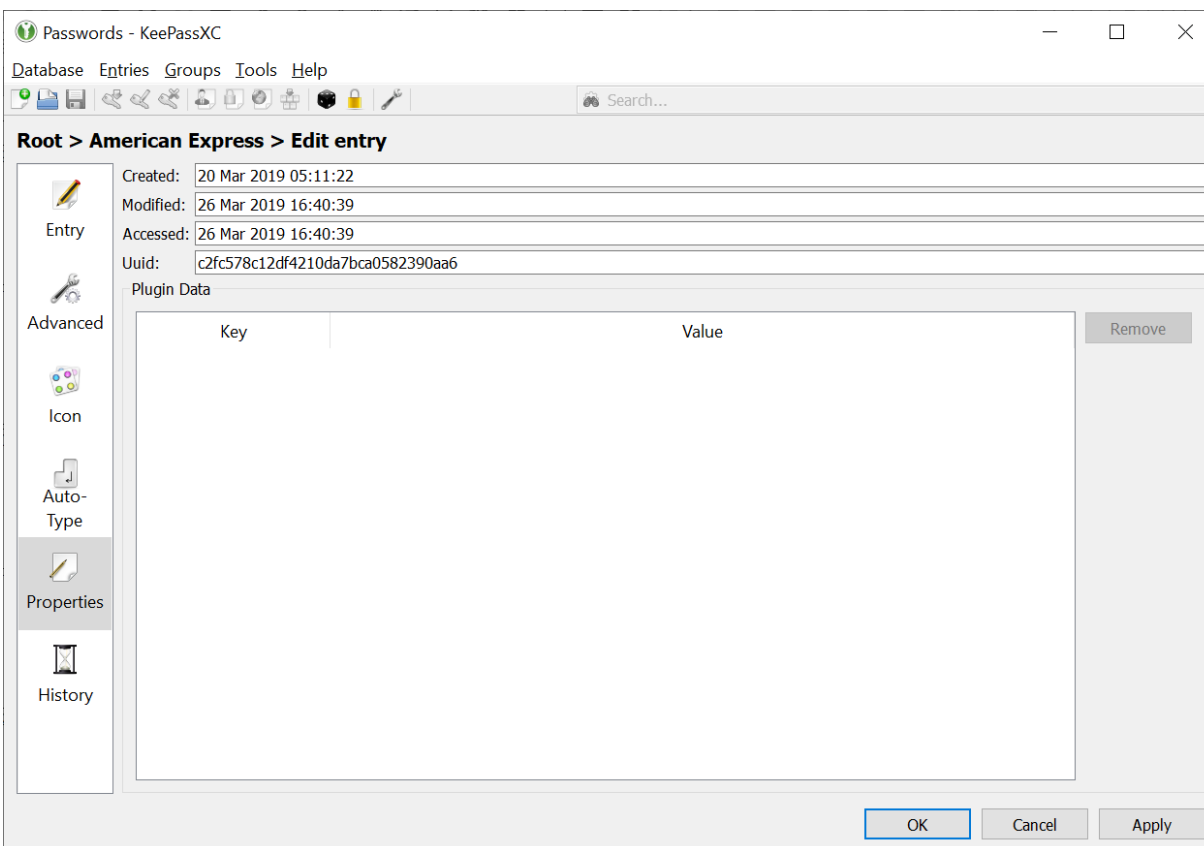 Passwords - KeePassXC
Database Entries Groups Tools Help
Search...
Root > American Express > Edit entry
Entry
Advanced
Icon
Auto-
Type
Properties
History
Created: 20 Mar 2019 05:11:22
Modified: 26 Mar 2019 16:40:39
Accessed: 26 Mar 2019 16:40:39
Uuid: c2fc578c12df4210da7bca0582390aa6
Plugin Data
Key Value
Remove
OK Cancel Apply